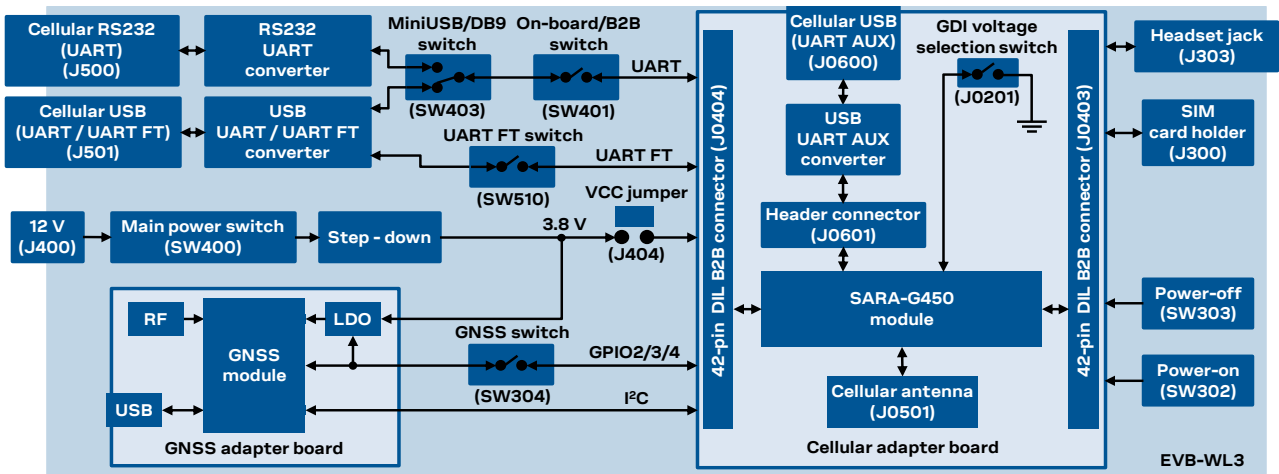 Cellular RS232
(UART)
(J500)
RS232
UART
converter
MiniUSB/DB9
switch
(SW403)
On-board/B2B
switch
(SW401)
UART
Cellular USB
(UART / UART FT)
(J501)
USB
UART / UART FT
converter
UART FT switch
(SW510)
UART FT
12 V
(J400)
Main power switch
(SW400)
Step – down
3.8 V
VCC jumper
(J404)
RF
GNSS
module
LDO
USB
GNSS adapter board
GNSS switch
(SW304)
GPIO2/3/4
I²C
42-pin DIL B2B connector (J0404)
Cellular USB
(UART AUX)
(J0600)
USB
UART AUX
converter
Header connector
(J0601)
GDI voltage
selection switch
(J0201)
SARA-G450
module
Cellular antenna
(J0501)
Cellular adapter board
42-pin DIL B2B connector (J0403)
Headset jack
(J303)
SIM
card holder
(J300)
Power-off
(SW303)
Power-on
(SW302)
EVB-WL3